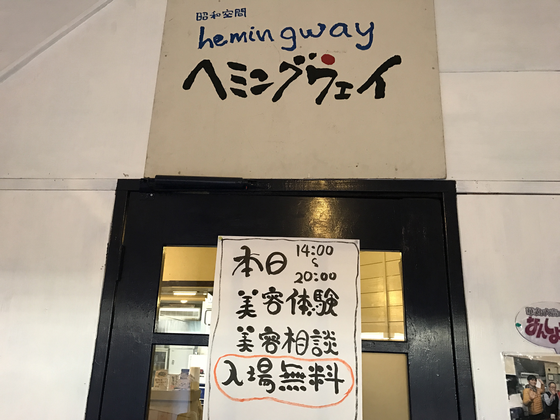 昭和空間
hemingway
ヘミングウェイ
本日 14:00
〜
20:00
美容体験
美容相談
入場無料